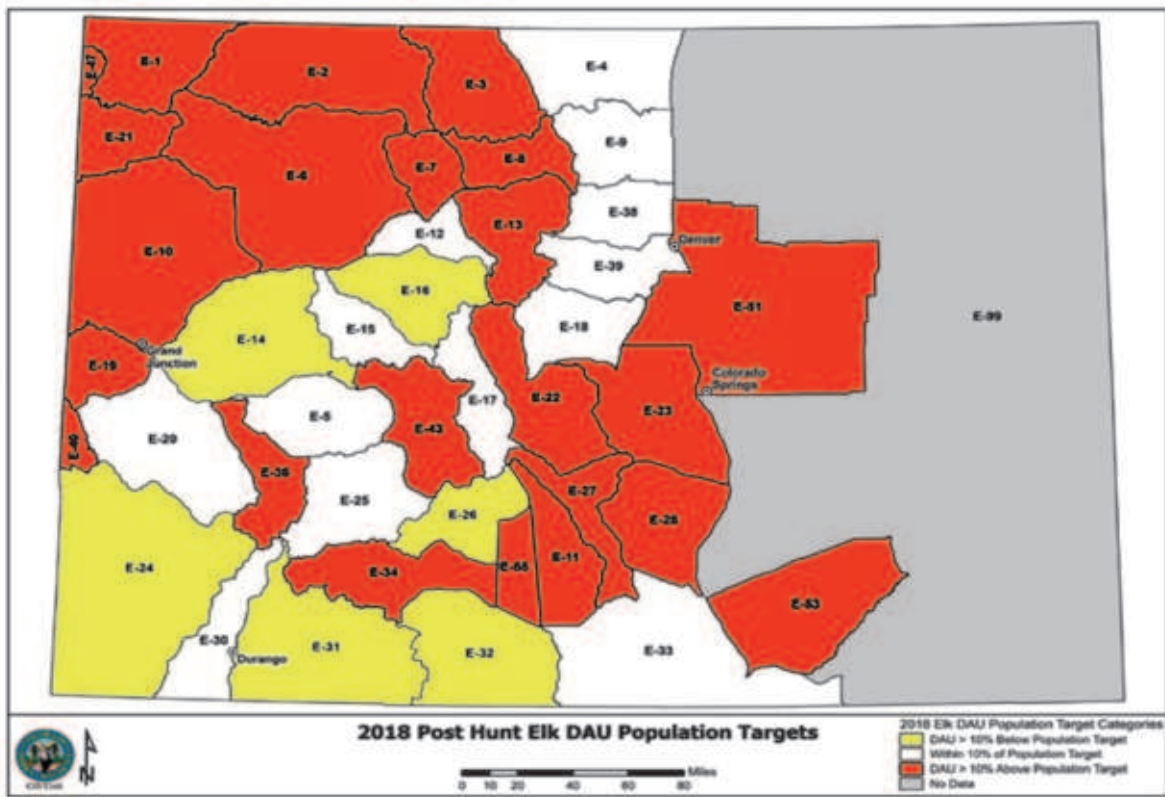 E-1
E-2
E-3
E-4
E-47
E-21
E-6
E-7
E-8
E-9
E-10
E-12
E-13
E-38
Denver
E-39
E-16
E-51
E-99
E-14
E-15
E-18
Grand
Junction
E-19
Colorado
Springs
E-5
E-17
E-22
E-23
E-20
E-43
E-40
E-36
E-25
E-27
E-26
E-28
E-24
E-34
E-55
E-11
E-53
E-30
Durango
E-31
E-32
E-33
2018 Post Hunt Elk DAU Population Targets
2018 Elk DAU Population Target Categories
DAU > 10% Below Population Target
Within 10% of Population Target
DAU > 10% Above Population Target
No Data
N
Miles
0 10 20 40 60 80